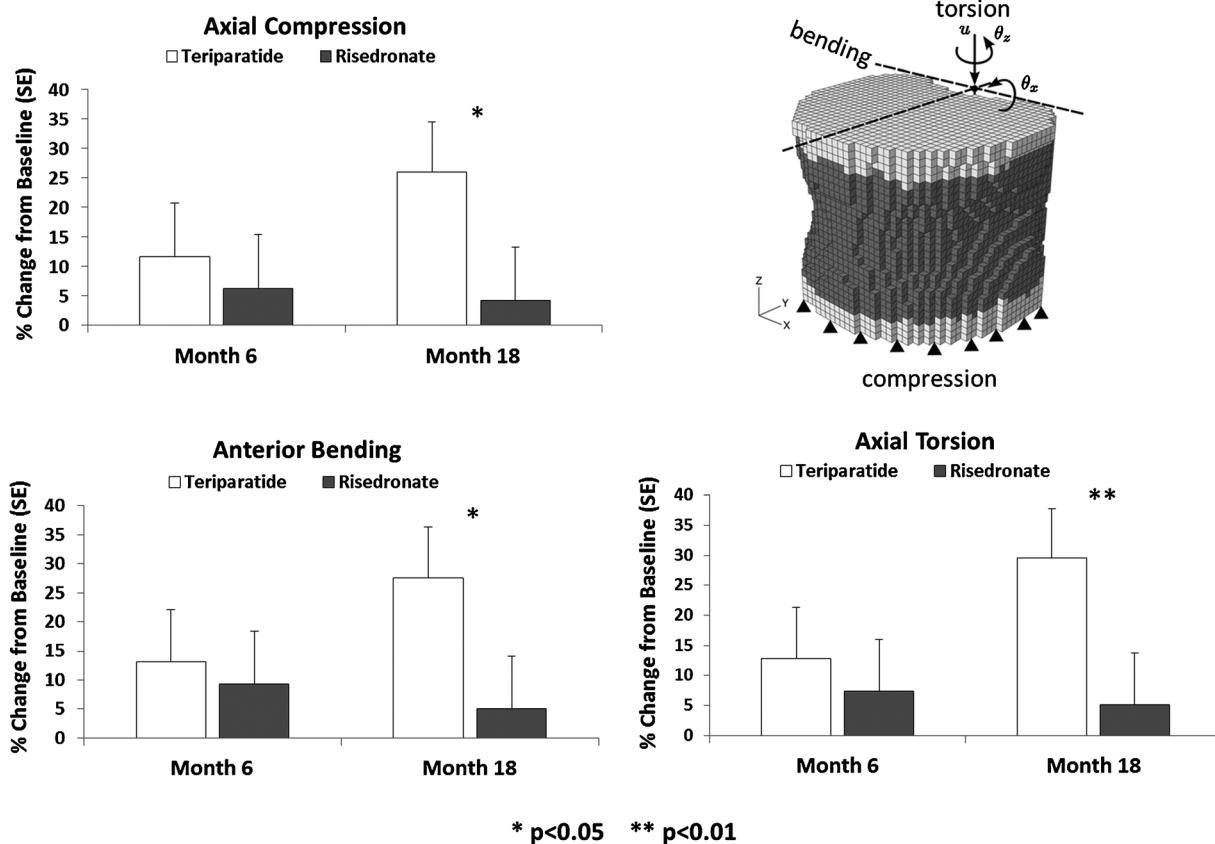 Axial Compression
Teriparatide Risedronate
% Change from Baseline (SE)
40
35
30
25
20
15
10
5
0
*
Month 6 Month 18
torsion
u θz
bending
θx
Z
Y
X
compression
Anterior Bending
Teriparatide Risedronate
% Change from Baseline (SE)
40
35
30
25
20
15
10
5
0
*
Month 6 Month 18
Axial Torsion
Teriparatide Risedronate
% Change from Baseline (SE)
40
35
30
25
20
15
10
5
0
**
Month 6 Month 18
* p<0.05 ** p<0.01